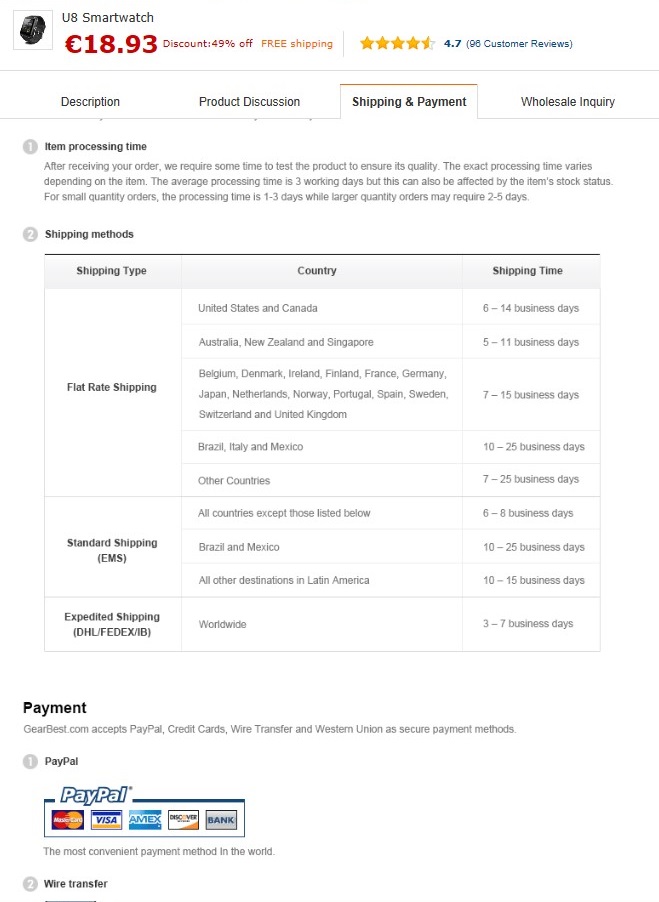 U8 Smartwatch
€18.93 Discount:49% off FREE shipping 4.7 (96 Customer Reviews)
Description Product Discussion Shipping & Payment Wholesale Inquiry
1 Item processing time
After receiving your order, we require some time to test the product to ensure its quality. The exact processing time varies
depending on the item. The average processing time is 3 working days but this can also be affected by the item's stock status.
For small quantity orders, the processing time is 1-3 days while larger quantity orders may require 2-5 days.
2 Shipping methods
Shipping Type Country Shipping Time
United States and Canada 6 – 14 business days
Australia, New Zealand and Singapore 5 – 11 business days
Belgium, Denmark, Ireland, Finland, France, Germany,
Flat Rate Shipping Japan, Netherlands, Norway, Portugal, Spain, Sweden, 7 – 15 business days
Switzerland and United Kingdom
Brazil, Italy and Mexico 10 – 25 business days
Other Countries 7 – 25 business days
All countries except those listed below 6 – 8 business days
Standard Shipping
(EMS)
Brazil and Mexico 10 – 25 business days
All other destinations in Latin America 10 – 15 business days
Expedited Shipping
(DHL/FEDEX/IB)
Worldwide 3 – 7 business days
Payment
GearBest.com accepts PayPal, Credit Cards, Wire Transfer and Western Union as secure payment methods.
1 PayPal
PayPal
MasterCard VISA AMEX DISCOVER BANK
The most convenient payment method In the world.
2 Wire transfer